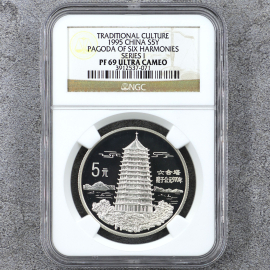 TRADITIONAL CULTURE
1995 CHINA S5Y
PAGODA OF SIX HARMONIES
SERIES I
PF 69 ULTRA CAMEO
3912537-071
NGC
5元
六合塔